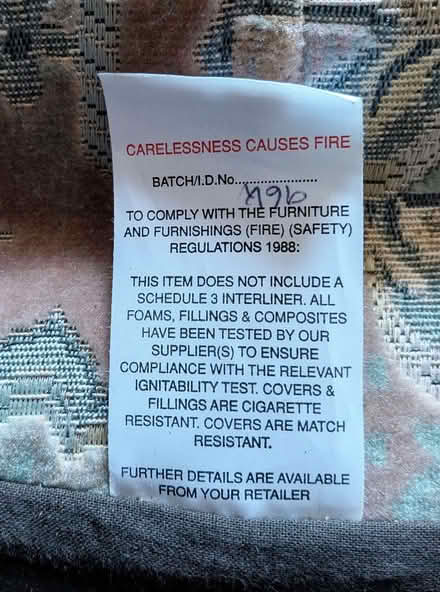 CARELESSNESS CAUSES FIRE
BATCH/I.D.No......................
TO COMPLY WITH THE FURNITURE
AND FURNISHINGS (FIRE) (SAFETY)
REGULATIONS 1988:
THIS ITEM DOES NOT INCLUDE A
SCHEDULE 3 INTERLINER. ALL
FOAMS, FILLINGS & COMPOSITES
HAVE BEEN TESTED BY OUR
SUPPLIER(S) TO ENSURE
COMPLIANCE WITH THE RELEVANT
IGNITABILITY TEST. COVERS &
FILLINGS ARE CIGARETTE
RESISTANT. COVERS ARE MATCH
RESISTANT.
FURTHER DETAILS ARE AVAILABLE
FROM YOUR RETAILER